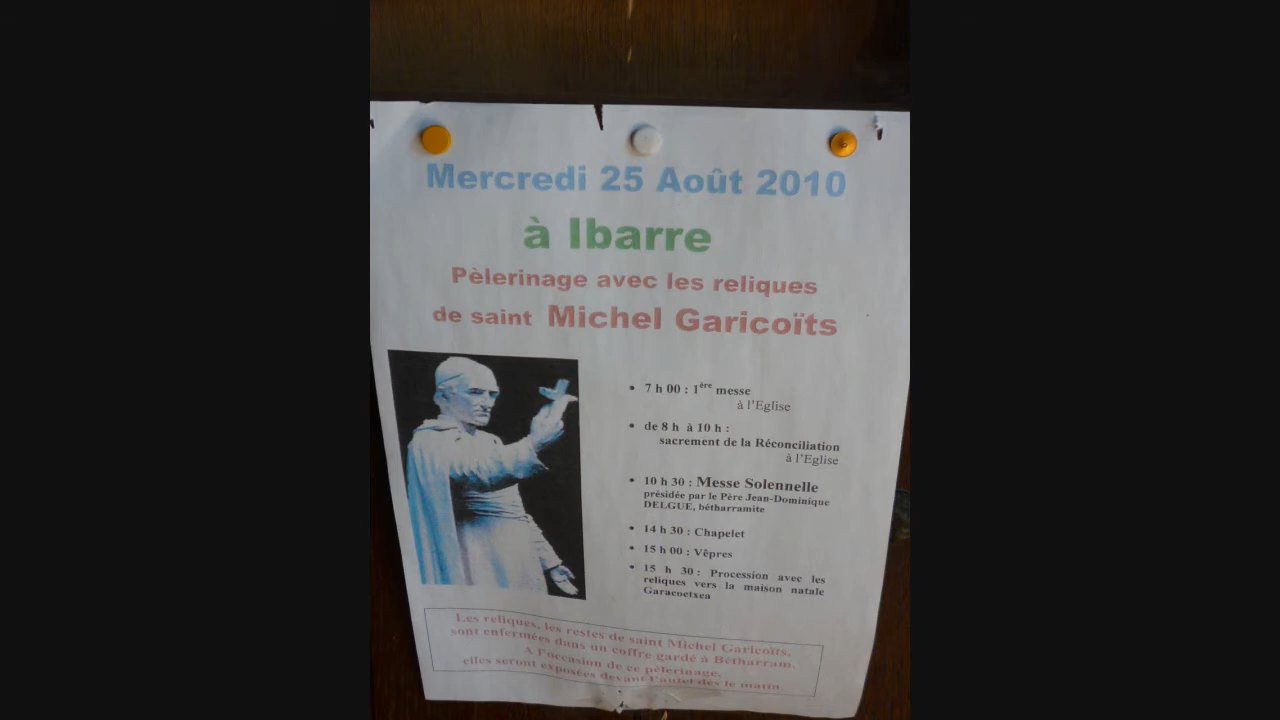 Mercredi 25 Août 2010
à Ibarre
Pèlerinage avec les reliques
de saint Michel Garicoïts
• 7 h 00 : 1ère messe
à l'Eglise
• de 8 h à 10 h :
sacrement de la Réconciliation
à l'Eglise
• 10 h 30 : Messe Solennelle
présidée par le Père Jean-Dominique
DELGUE, bétharramite
• 14 h 30 : Chapelet
• 15 h 00 : Vêpres
• 15 h 30 : Procession avec les
reliques vers la maison natale
Garacoetxea
Les reliques, les restes de saint Michel Garicoïts,
sont enfermées dans un coffre gardé à Bétharram.
A l'occasion de ce pèlerinage,
elles seront exposées devant l'autel dès le matin.